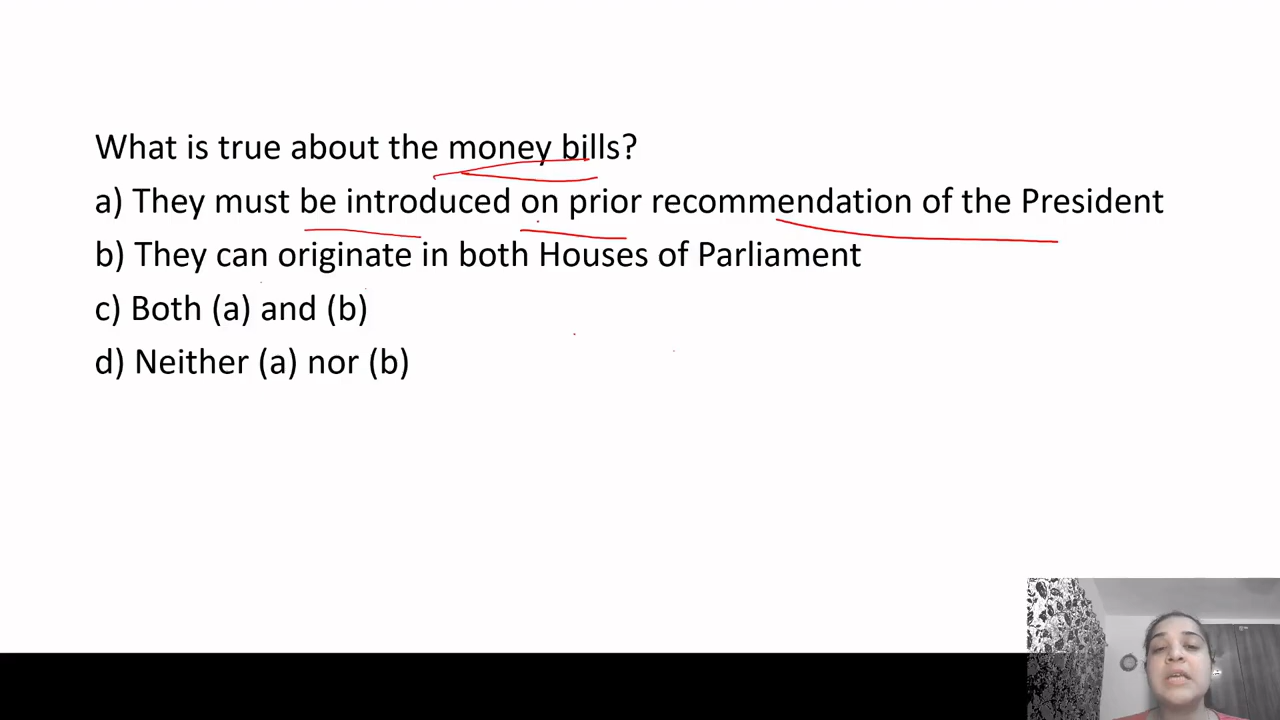 What is true about the money bills?
a) They must be introduced on prior recommendation of the President
b) They can originate in both Houses of Parliament
c) Both (a) and (b)
d) Neither (a) nor (b)